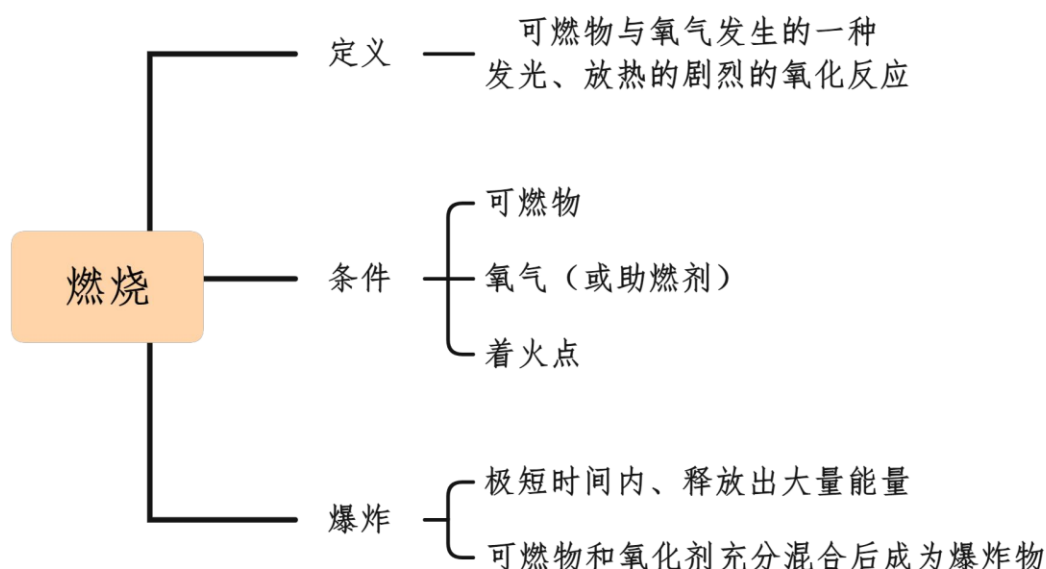 燃烧
定义
可燃物与氧气发生的一种
发光、放热的剧烈的氧化反应
条件
可燃物
氧气（或助燃剂）
着火点
爆炸
极短时间内、释放出大量能量
可燃物和氧化剂充分混合后成为爆炸物